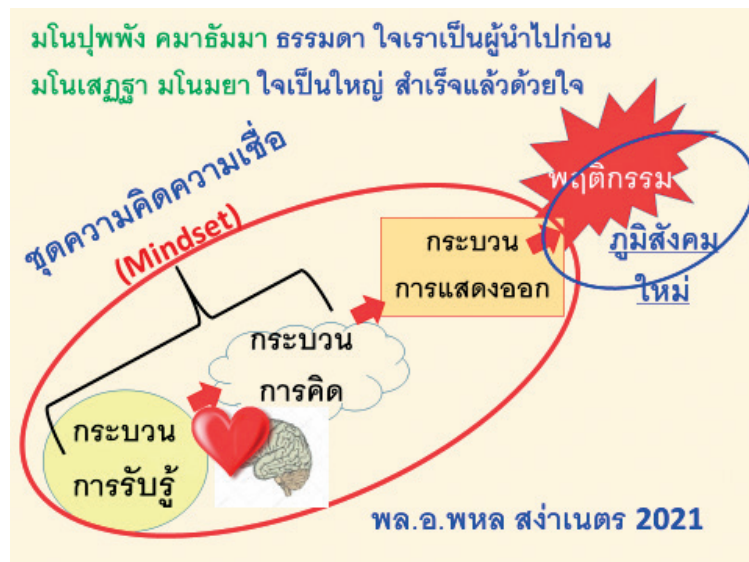 มโนปุพพัง คมาธัมมา ธรรมดา ใจเราเป็นผู้นำไปก่อน
มโนเสฏฐา มโนมยา ใจเป็นใหญ่ สำเร็จแล้วด้วยใจ
ชุดความคิดความเชื่อ
(Mindset)
พฤติกรรม
ภูมิสังคม
ใหม่
กระบวน
การแสดงออก
กระบวน
การคิด
กระบวน
การรับรู้
พล.อ.พหล สง่าเนตร 2021